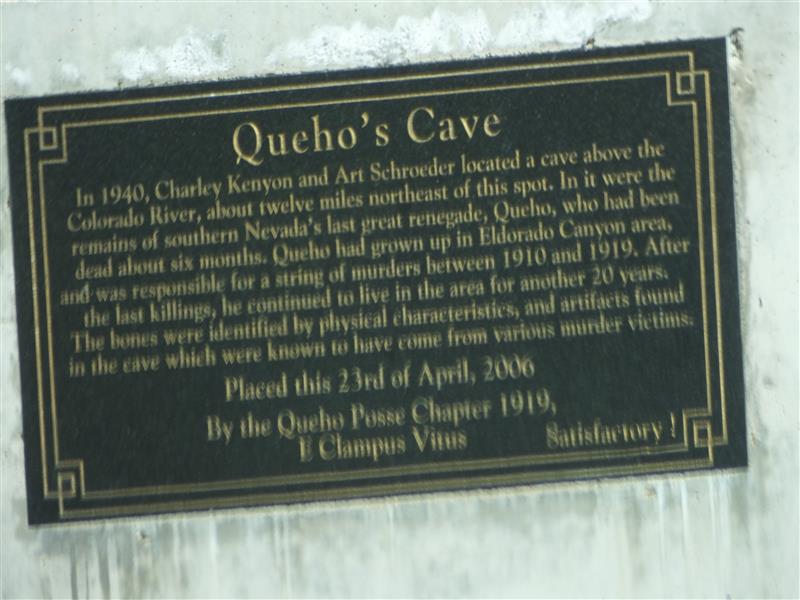 Queho's Cave
In 1940, Charley Kenyon and Art Schroeder located a cave above the
Colorado River, about twelve miles northeast of this spot. In it were the
remains of southern Nevada's last great renegade, Queho, who had been
dead about six months. Queho had grown up in Eldorado Canyon area,
and was responsible for a string of murders between 1910 and 1919. After
the last killings, he continued to live in the area for another 20 years.
The bones were identified by physical characteristics, and artifacts found
in the cave which were known to have come from various murder victims.
Placed this 23rd of April, 2006
By the Queho Posse Chapter 1919,
E Clampus Vitus
Satisfactory !